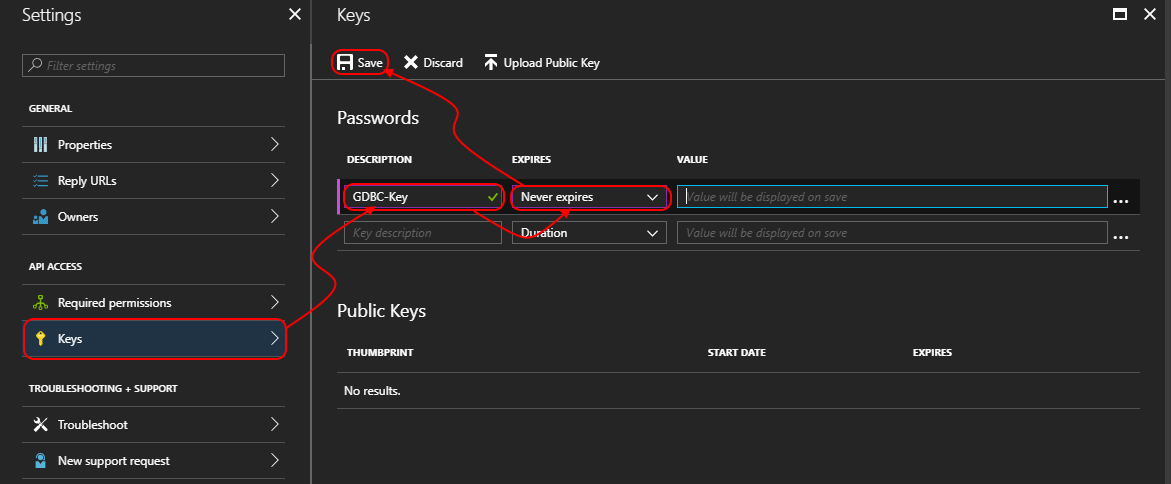 Settings
Filter settings
GENERAL
Properties
Reply URLs
Owners
API ACCESS
Required permissions
Keys
TROUBLESHOOTING + SUPPORT
Troubleshoot
New support request
Keys
Save Discard Upload Public Key
Passwords
DESCRIPTION EXPIRES VALUE
GDBC-Key Never expires Value will be displayed on save ...
Key description Duration Value will be displayed on save ...
Public Keys
THUMBPRINT START DATE EXPIRES
No results.